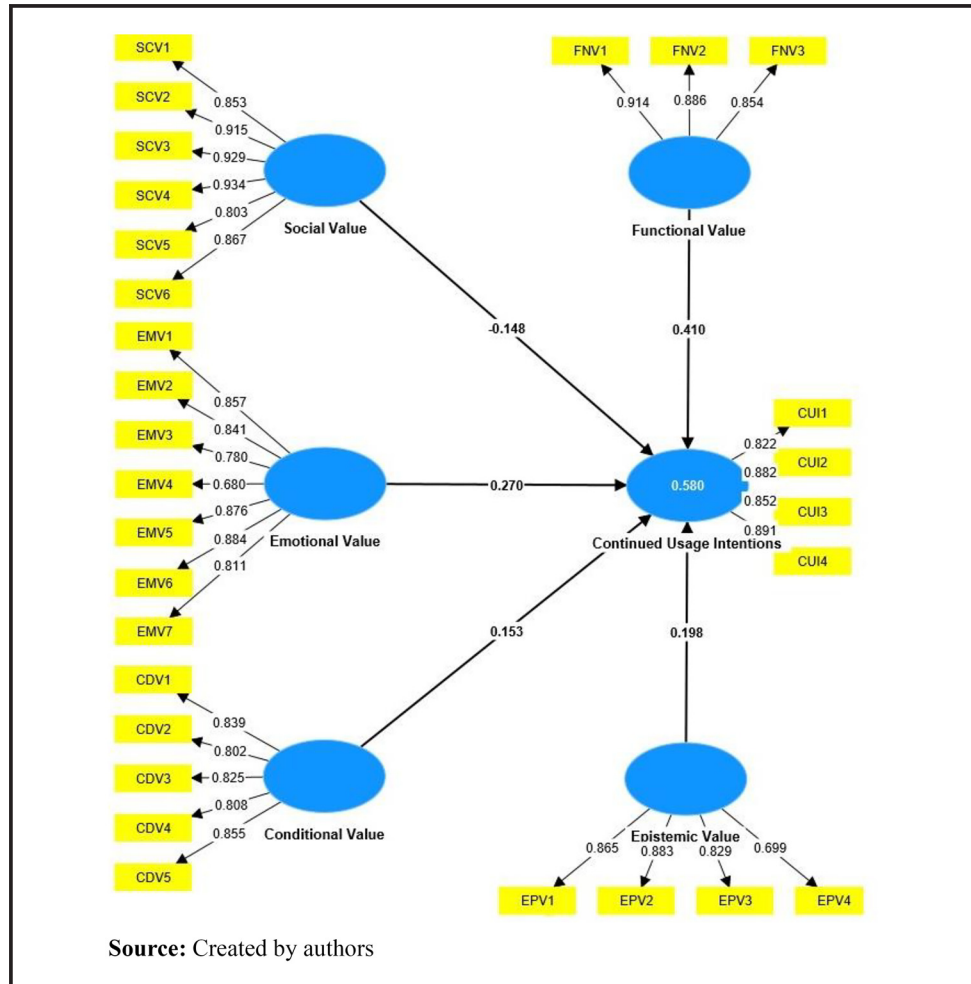 SCV1
SCV2
SCV3
SCV4
SCV5
SCV6
0.853
0.915
0.929
0.934
0.803
0.867
Social Value
FNV1 FNV2 FNV3
0.914 0.886 0.854
Functional Value
-0.148
0.410
EMV1
EMV2
EMV3
EMV4
EMV5
EMV6
EMV7
0.857
0.841
0.780
0.680
0.876
0.884
0.811
Emotional Value
0.270
0.580
Continued Usage Intentions
0.822
0.882
0.852
0.891
CUI1
CUI2
CUI3
CUI4
0.153
0.198
CDV1
CDV2
CDV3
CDV4
CDV5
0.839
0.802
0.825
0.808
0.855
Conditional Value
Epistemic Value
0.865 0.883 0.829 0.699
EPV1 EPV2 EPV3 EPV4
Source: Created by authors